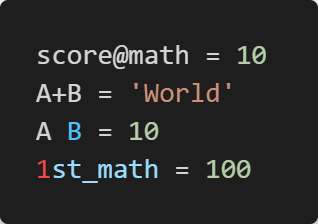 score@math = 10
A+B = 'World'
A B = 10
1st_math = 100